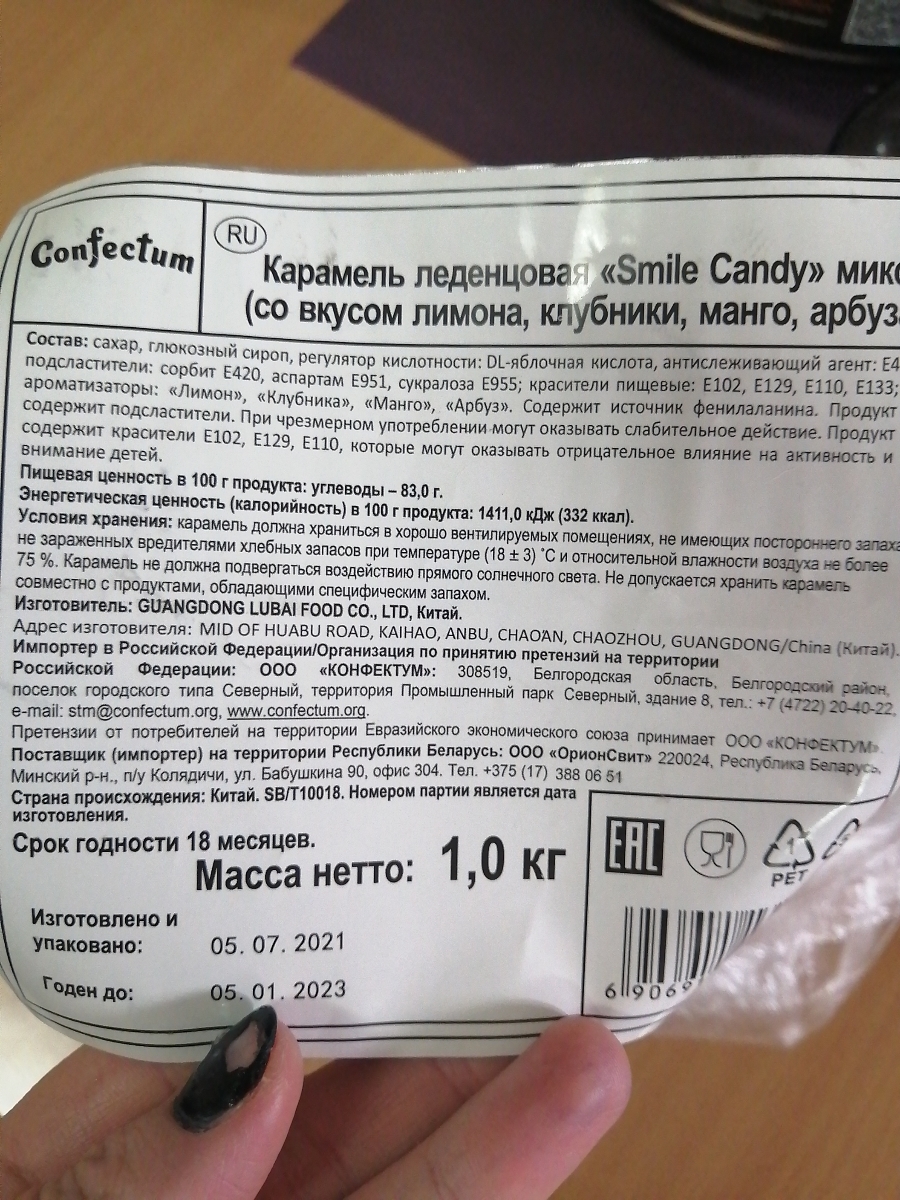 Confectum
RU
Карамель леденцовая «Smile Candy»
(со вкусом лимона, клубники, манго,
Состав: сахар, глюкозный сироп, регулятор кислотности: DL-яблочная кислота, антислеживающий агент:
подсластители: сорбит Е420, аспартам Е951, сукралоза Е955; красители пищевые: Е102, Е129, Е110, Е133;
ароматизаторы: «Лимон», «Клубника», «Манго», «Арбуз». Содержит источник фенилаланина. Продукт
содержит подсластители. При чрезмерном употреблении могут оказывать слабительное действие. Продукт
содержит красители Е102, Е129, Е110, которые могут оказывать отрицательное влияние на активность и
внимание детей.
Пищевая ценность в 100 г продукта: углеводы – 83,0 г.
Энергетическая ценность (калорийность) в 100 г продукта: 1411,0 кДж (332 ккал).
Условия хранения: карамель должна храниться в хорошо вентилируемых помещениях, не имеющих постороннего запаха
не зараженных вредителями хлебных запасов при температуре (18 ± 3) ˚С и относительной влажности воздуха не более
75 %. Карамель не должна подвергаться воздействию прямого солнечного света. Не допускается хранить карамель
совместно с продуктами, обладающими специфическим запахом.
Изготовитель: GUANGDONG LUBAI FOOD CO., LTD, Китай.
Адрес изготовителя: MID OF HUABU ROAD, KAIHAO, ANBU, CHAO'AN, CHAOZHOU, GUANGDONG/China (Китай).
Импортер в Российской Федерации/Организация по принятию претензий на территории
Российской Федерации: ООО «КОНФЕКТУМ»: 308519, Белгородская область, Белгородский район,
поселок городского типа Северный, территория Промышленный парк Северный, здание 8, тел.: +7 (4722) 20-40-22,
e-mail: stm@confectum.org, www.confectum.org.
Претензии от потребителей на территории Евразийского экономического союза принимает ООО «КОНФЕКТУМ».
Поставщик (импортер) на территории Республики Беларусь: ООО «ОрионСвит» 220024, Республика Беларусь,
Минский р-н., п/у Колядичи, ул. Бабушкина 90, офис 304. Тел. +375 (17) 388 06 51
Страна происхождения: Китай. SB/T10018. Номером партии является дата
изготовления.
Срок годности 18 месяцев.
Масса нетто: 1,0 кг
EAC
1
PET
Изготовлено и
упаковано: 05. 07. 2021
Годен до: 05. 01. 2023
6 9069